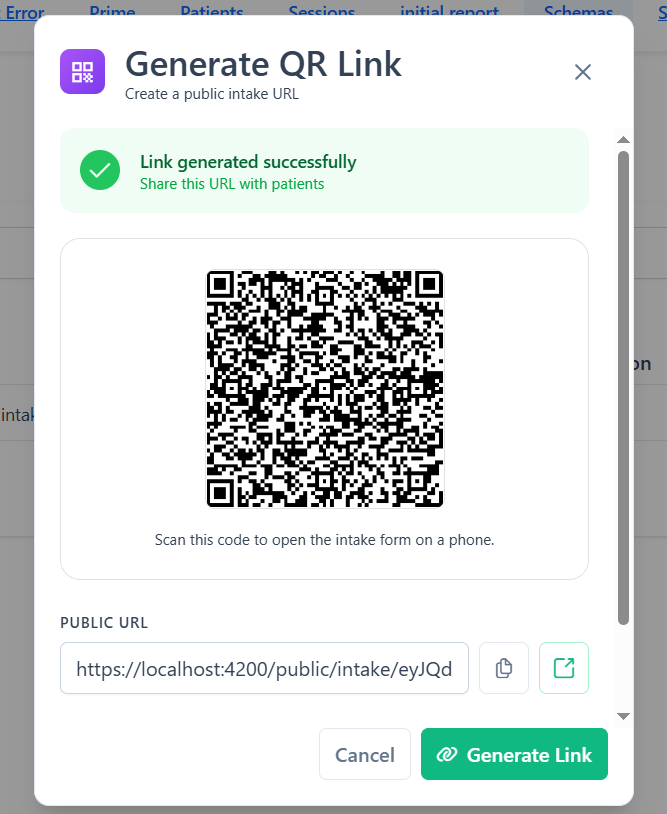 Error Prime Patients Sessions initial report Schemas S
Generate QR Link
Create a public intake URL
Link generated successfully
Share this URL with patients
on
intak
Scan this code to open the intake form on a phone.
PUBLIC URL
https://localhost:4200/public/intake/eyJQd
Cancel
Generate Link